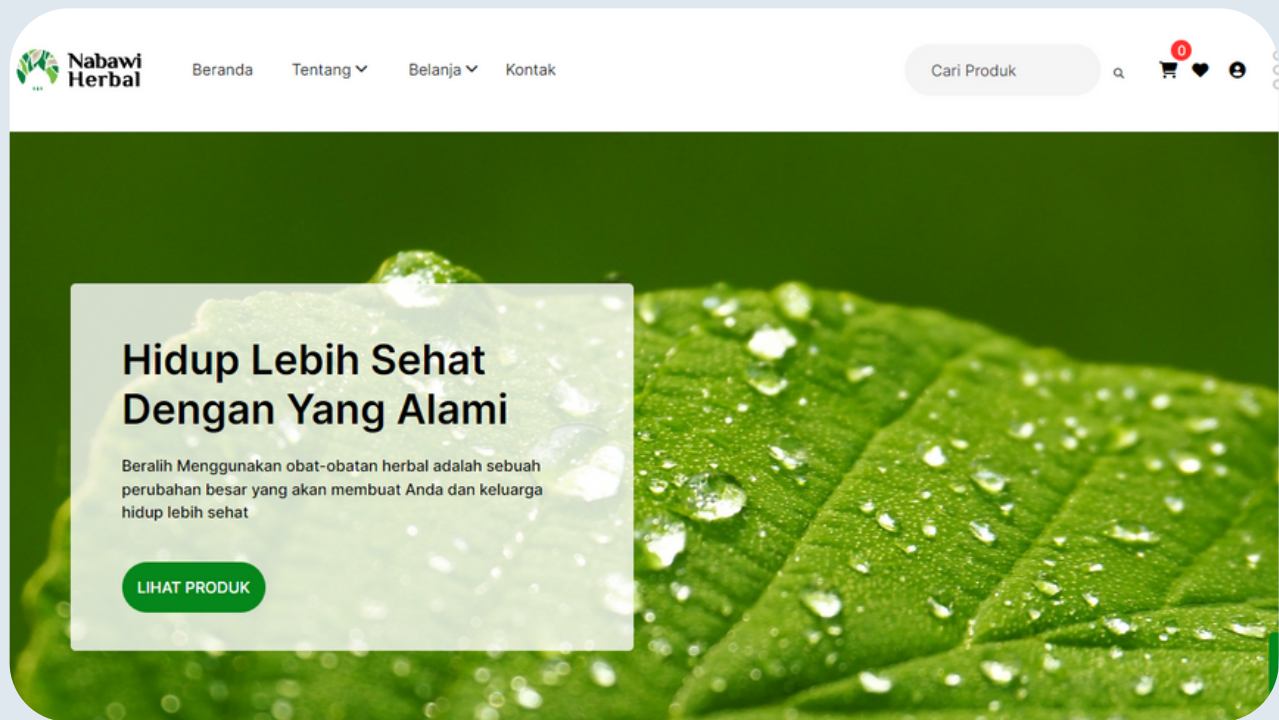 Nabawi
Herbal
Beranda
Tentang
Belanja
Kontak
Cari Produk
0
Hidup Lebih Sehat
Dengan Yang Alami
Beralih Menggunakan obat-obatan herbal adalah sebuah
perubahan besar yang akan membuat Anda dan keluarga
hidup lebih sehat
LIHAT PRODUK